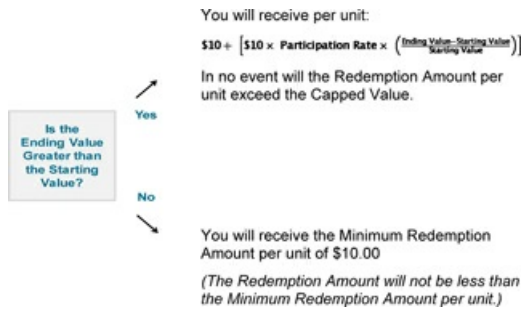 You will receive per unit:
$10 + [$10 × Participation Rate × (Ending Value–Starting Value / Starting Value)]
In no event will the Redemption Amount per
unit exceed the Capped Value.
Yes
Is the
Ending Value
Greater than
the Starting
Value?
No
You will receive the Minimum Redemption
Amount per unit of $10.00
(The Redemption Amount will not be less than
the Minimum Redemption Amount per unit.)